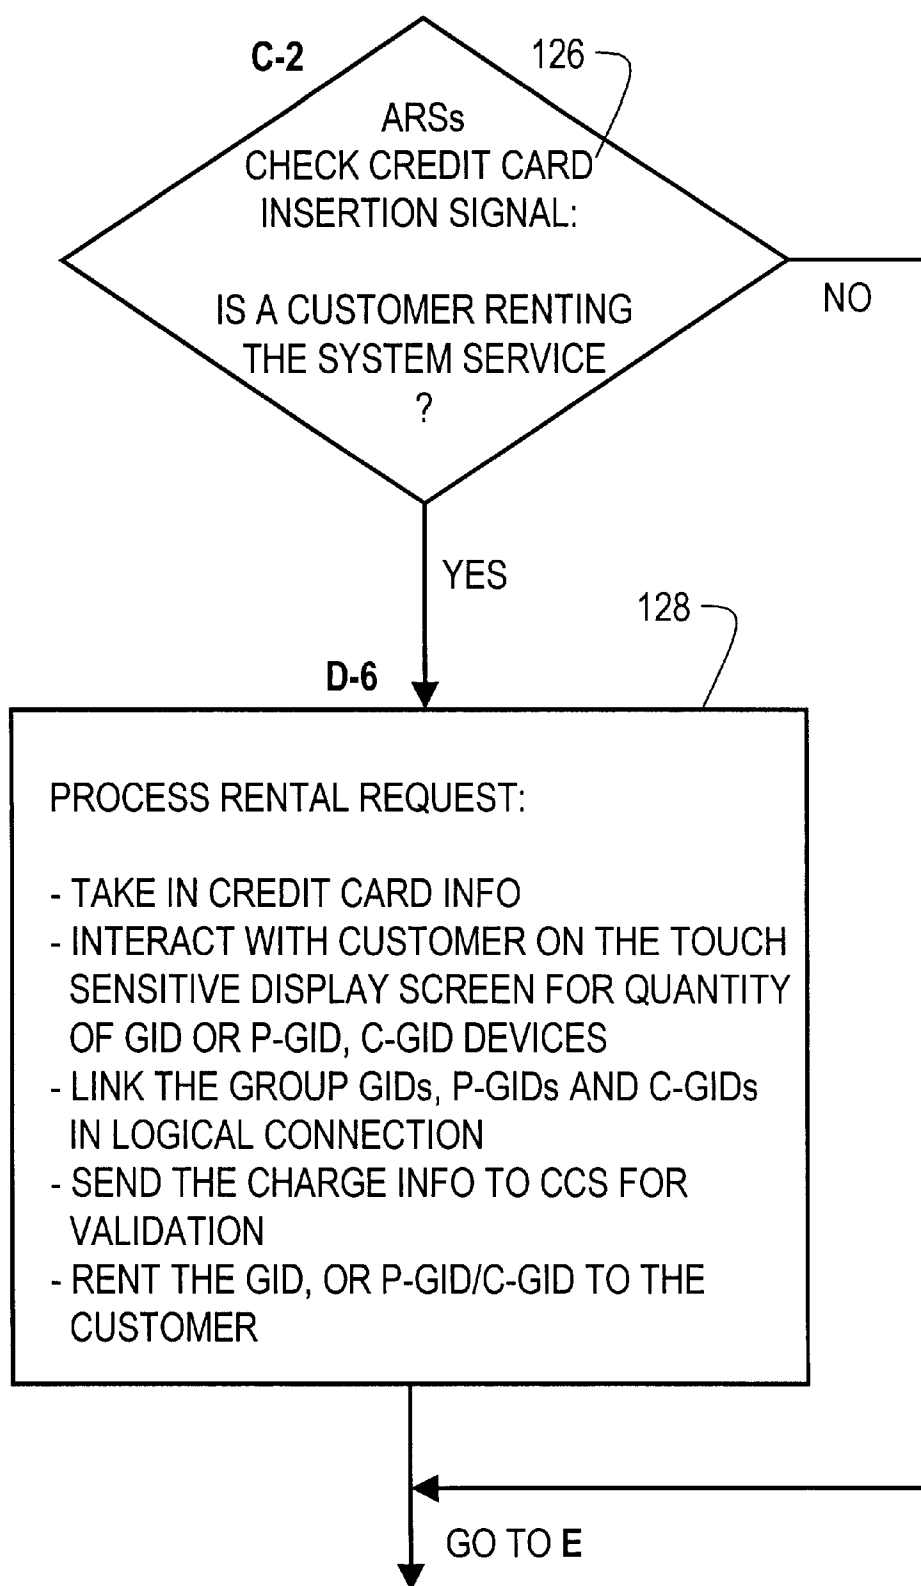 C-2
126
ARSs
CHECK CREDIT CARD
INSERTION SIGNAL:
IS A CUSTOMER RENTING
THE SYSTEM SERVICE
?
NO
YES
128
D-6
PROCESS RENTAL REQUEST:
- TAKE IN CREDIT CARD INFO
- INTERACT WITH CUSTOMER ON THE TOUCH
SENSITIVE DISPLAY SCREEN FOR QUANTITY
OF GID OR P-GID, C-GID DEVICES
- LINK THE GROUP GIDs, P-GIDs AND C-GIDs
IN LOGICAL CONNECTION
- SEND THE CHARGE INFO TO CCS FOR
VALIDATION
- RENT THE GID, OR P-GID/C-GID TO THE
CUSTOMER
GO TO E